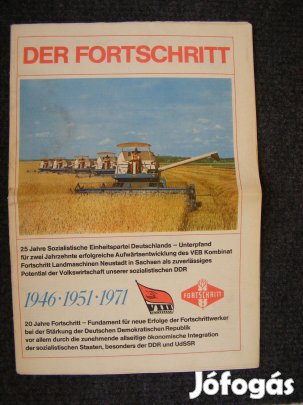 DER FORTSCHRITT
25 Jahre Sozialistische Einheitspartei Deutschlands – Unterpfand
für zwei Jahrzehnte erfolgreiche Aufwärtsentwicklung des VEB Kombinat
Fortschritt Landmaschinen Neustadt in Sachsen als zuverlässiges
Potential der Volkswirtschaft unserer sozialistischen DDR
1946·1951·1971
VIII
FORTSCHRITT
20 Jahre Fortschritt – Fundament für neue Erfolge der Fortschrittwerker
bei der Stärkung der Deutschen Demokratischen Republik
vor allem durch die zunehmende allseitige ökonomische Integration
der sozialistischen Staaten, besonders der DDR und UdSSR
Jófogás